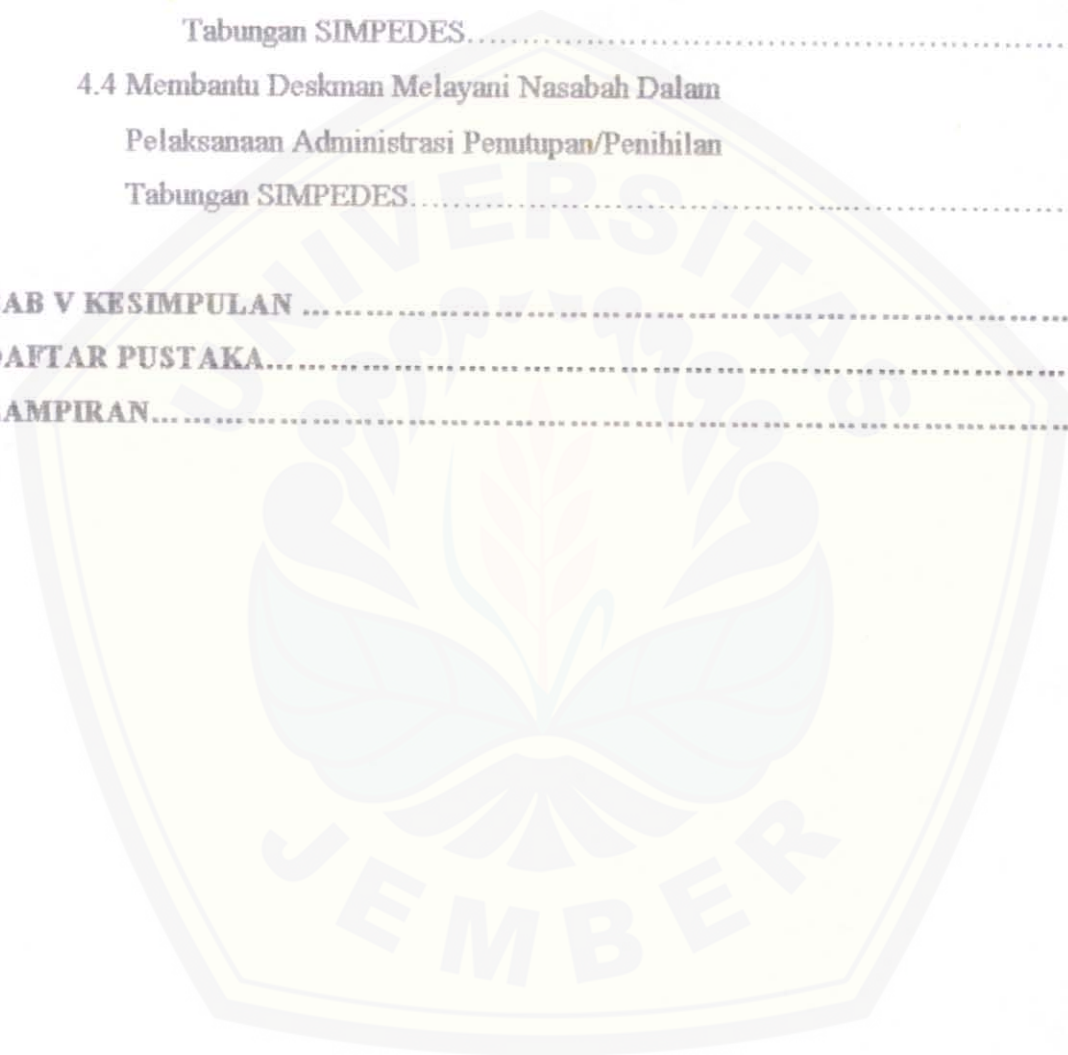 Tabungan SIMPEDES..............................................................
4.4 Membantu Deskman Melayani Nasabah Dalam
Pelaksanaan Administrasi Penutupan/Penihilan
Tabungan SIMPEDES..............................................................
AB V KESIMPULAN ..............................................................
AFTAR PUSTAKA..............................................................
AMPIRAN..............................................................
UNIVERSITAS
JEMBER